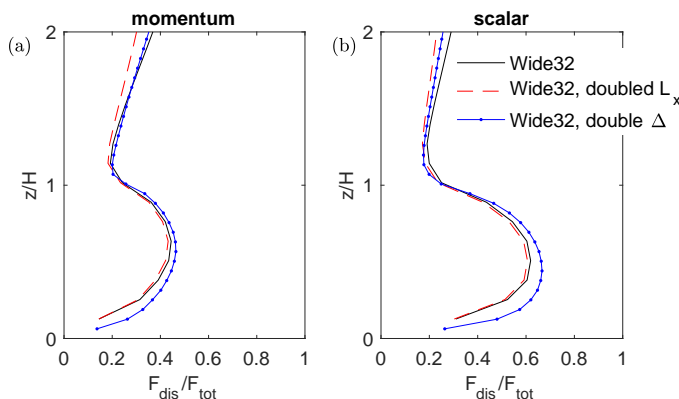 momentum
scalar
(a)
(b)
2
1
0
z/H
0
0.2
0.4
0.6
0.8
1
F_dis/F_tot
2
1
0
z/H
0
0.2
0.4
0.6
0.8
1
F_dis/F_tot
Wide32
Wide32, doubled L_x
Wide32, double Δ